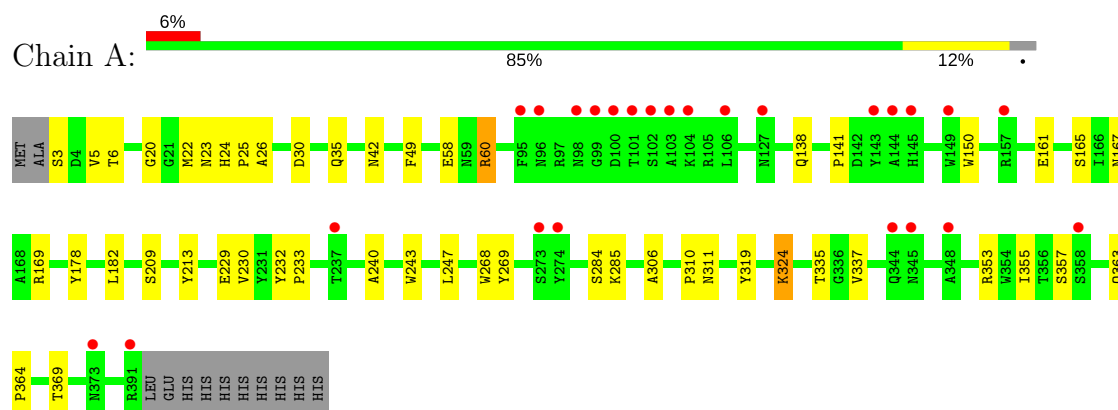 6%
Chain A:
85% 12% •
MET ALA S3 D4 V5 T6 G20 G21 M22 N23 H24 P25 A26 D30 Q35 N42 F49 E58 N59 R60 F95 N96 R97 N98 G99 D100 T101 S102 A103 K104 R105 L106 N127 Q138 P141 D142 Y143 A144 H145 W149 W150 R157 E161 S165 I166 N167
A168 R169 Y178 L182 S209 Y213 E229 V230 Y231 Y232 P233 T237 A240 W243 L247 W268 Y269 S273 Y274 S284 K285 A306 P310 N311 Y319 K324 T335 G336 V337 Q344 N345 A348 R353 W354 I355 T356 S357 S358 Q363
P364 T369 N373 R391 LEU GLU HIS HIS HIS HIS HIS HIS HIS HIS